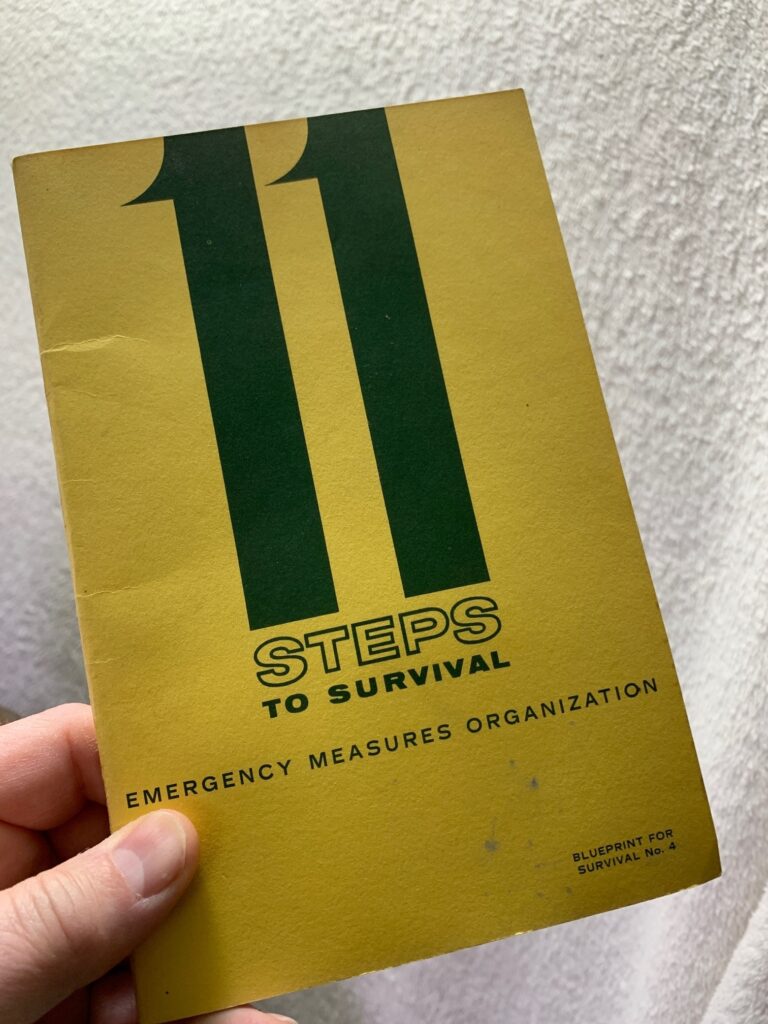 11
STEPS
TO SURVIVAL
EMERGENCY MEASURES ORGANIZATION
BLUEPRINT FOR
SURVIVAL No. 4